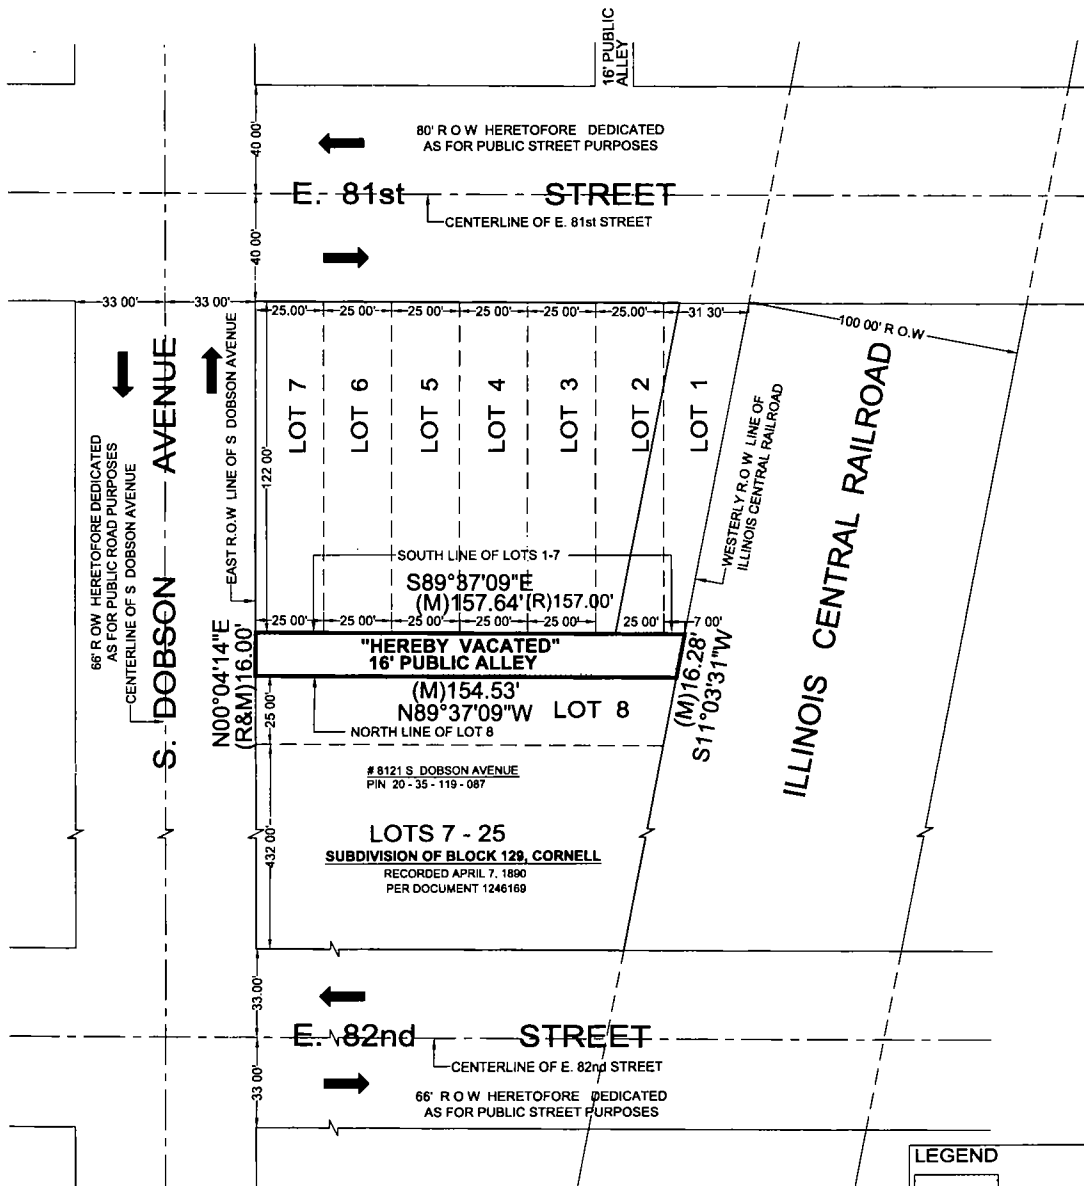 16' PUBLIC
ALLEY
80' R O W HERETOFORE DEDICATED
AS FOR PUBLIC STREET PURPOSES
40 00'
E. 81st STREET
CENTERLINE OF E. 81st STREET
40 00'
33 00'
33 00'
25.00'
25 00'
25 00'
25 00'
25 00'
25.00'
31 30'
100 00' R O.W
S. DOBSON AVENUE
66' R OW HERETOFORE DEDICATED
AS FOR PUBLIC ROAD PURPOSES
CENTERLINE OF S DOBSON AVENUE
EAST R.O.W LINE OF S DOBSON AVENUE
122 00'
LOT 7
LOT 6
LOT 5
LOT 4
LOT 3
LOT 2
LOT 1
WESTERLY R.O W LINE OF
ILLINOIS CENTRAL RAILROAD
ILLINOIS CENTRAL RAILROAD
SOUTH LINE OF LOTS 1-7
S89°37'09"E
(M)157.64' (R)157.00'
25 00'
25 00'
25 00'
25 00'
25 00'
25 00'
7 00'
N00°04'14"E
(R&M)16.00'
"HEREBY VACATED"
16' PUBLIC ALLEY
(M)16.28'
S11°03'31"W
(M)154.53'
N89°37'09"W
LOT 8
25 00'
NORTH LINE OF LOT 8
# 8121 S DOBSON AVENUE
PIN 20 - 35 - 119 - 087
LOTS 7 - 25
SUBDIVISION OF BLOCK 129, CORNELL
RECORDED APRIL 7, 1890
PER DOCUMENT 1246169
432 00'
33.00'
E. 82nd STREET
CENTERLINE OF E. 82nd STREET
33 00'
66' R O W HERETOFORE DEDICATED
AS FOR PUBLIC STREET PURPOSES
LEGEND